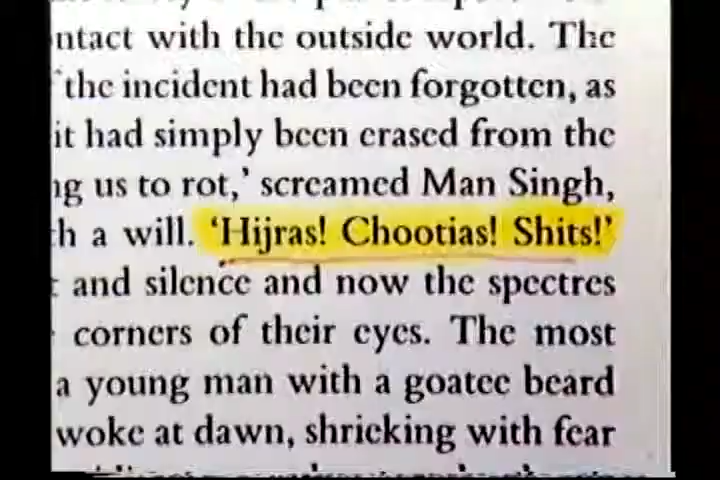 ntact with the outside world. The
the incident had been forgotten, as
it had simply been erased from the
ng us to rot,' screamed Man Singh,
h a will. 'Hijras! Chootias! Shits!'
and silence and now the spectres
corners of their eyes. The most
a young man with a goatee beard
woke at dawn, shrieking with fear